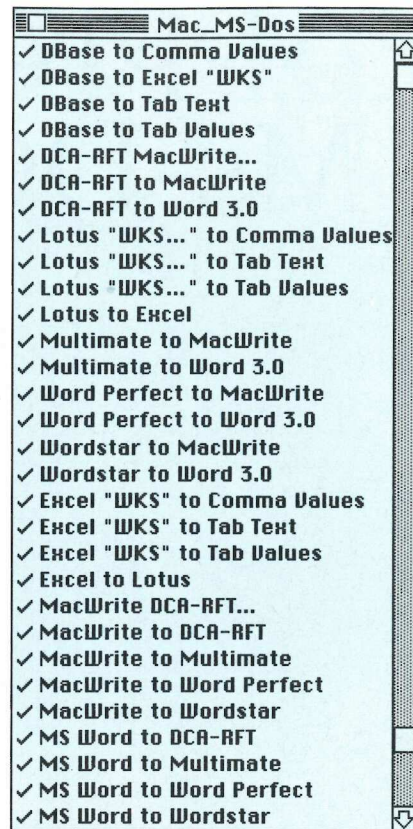 Mac_MS-Dos
✓ DBase to Comma Values
✓ DBase to Excel "WKS"
✓ DBase to Tab Text
✓ DBase to Tab Values
✓ DCA-RFT MacWrite...
✓ DCA-RFT to MacWrite
✓ DCA-RFT to Word 3.0
✓ Lotus "WKS..." to Comma Values
✓ Lotus "WKS..." to Tab Text
✓ Lotus "WKS..." to Tab Values
✓ Lotus to Excel
✓ Multimate to MacWrite
✓ Multimate to Word 3.0
✓ Word Perfect to MacWrite
✓ Word Perfect to Word 3.0
✓ Wordstar to MacWrite
✓ Wordstar to Word 3.0
✓ Excel "WKS" to Comma Values
✓ Excel "WKS" to Tab Text
✓ Excel "WKS" to Tab Values
✓ Excel to Lotus
✓ MacWrite DCA-RFT...
✓ MacWrite to DCA-RFT
✓ MacWrite to Multimate
✓ MacWrite to Word Perfect
✓ MacWrite to Wordstar
✓ MS Word to DCA-RFT
✓ MS Word to Multimate
✓ MS Word to Word Perfect
✓ MS Word to Wordstar